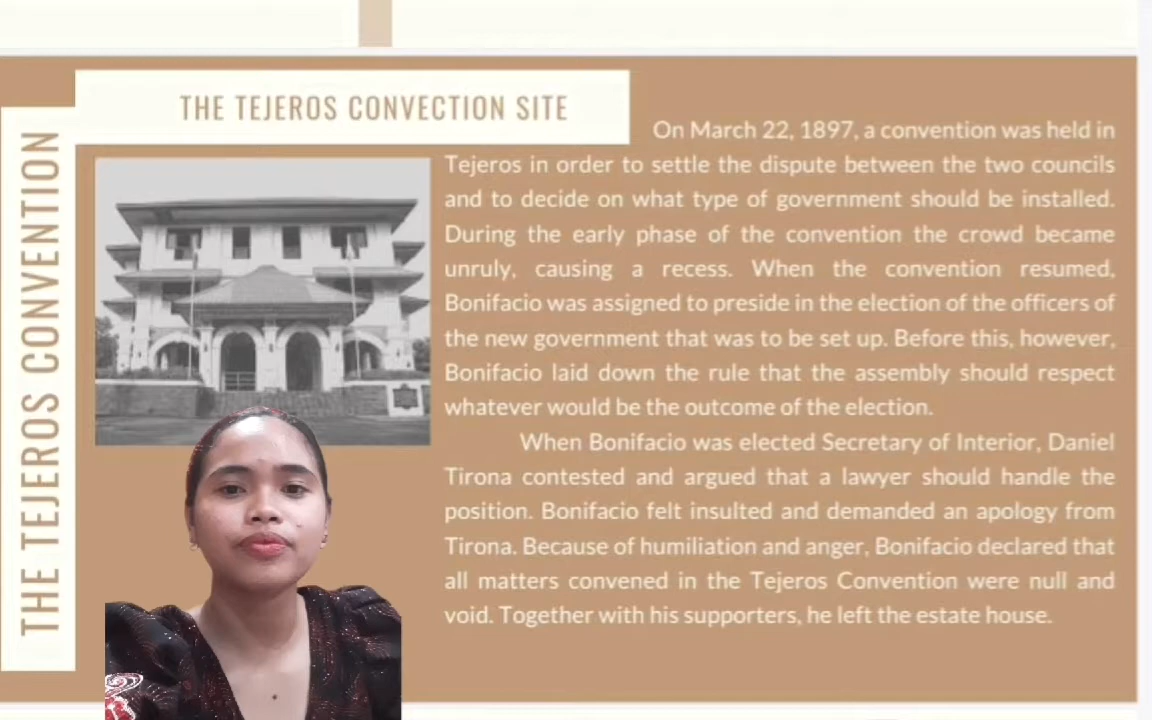 THE TEJEROS CONVENTION
THE TEJEROS CONVECTION SITE
On March 22, 1897, a convention was held in
Tejeros in order to settle the dispute between the two councils
and to decide on what type of government should be installed.
During the early phase of the convention the crowd became
unruly, causing a recess. When the convention resumed,
Bonifacio was assigned to preside in the election of the officers of
the new government that was to be set up. Before this, however,
Bonifacio laid down the rule that the assembly should respect
whatever would be the outcome of the election.
When Bonifacio was elected Secretary of Interior, Daniel
Tirona contested and argued that a lawyer should handle the
position. Bonifacio felt insulted and demanded an apology from
Tirona. Because of humiliation and anger, Bonifacio declared that
all matters convened in the Tejeros Convention were null and
void. Together with his supporters, he left the estate house.